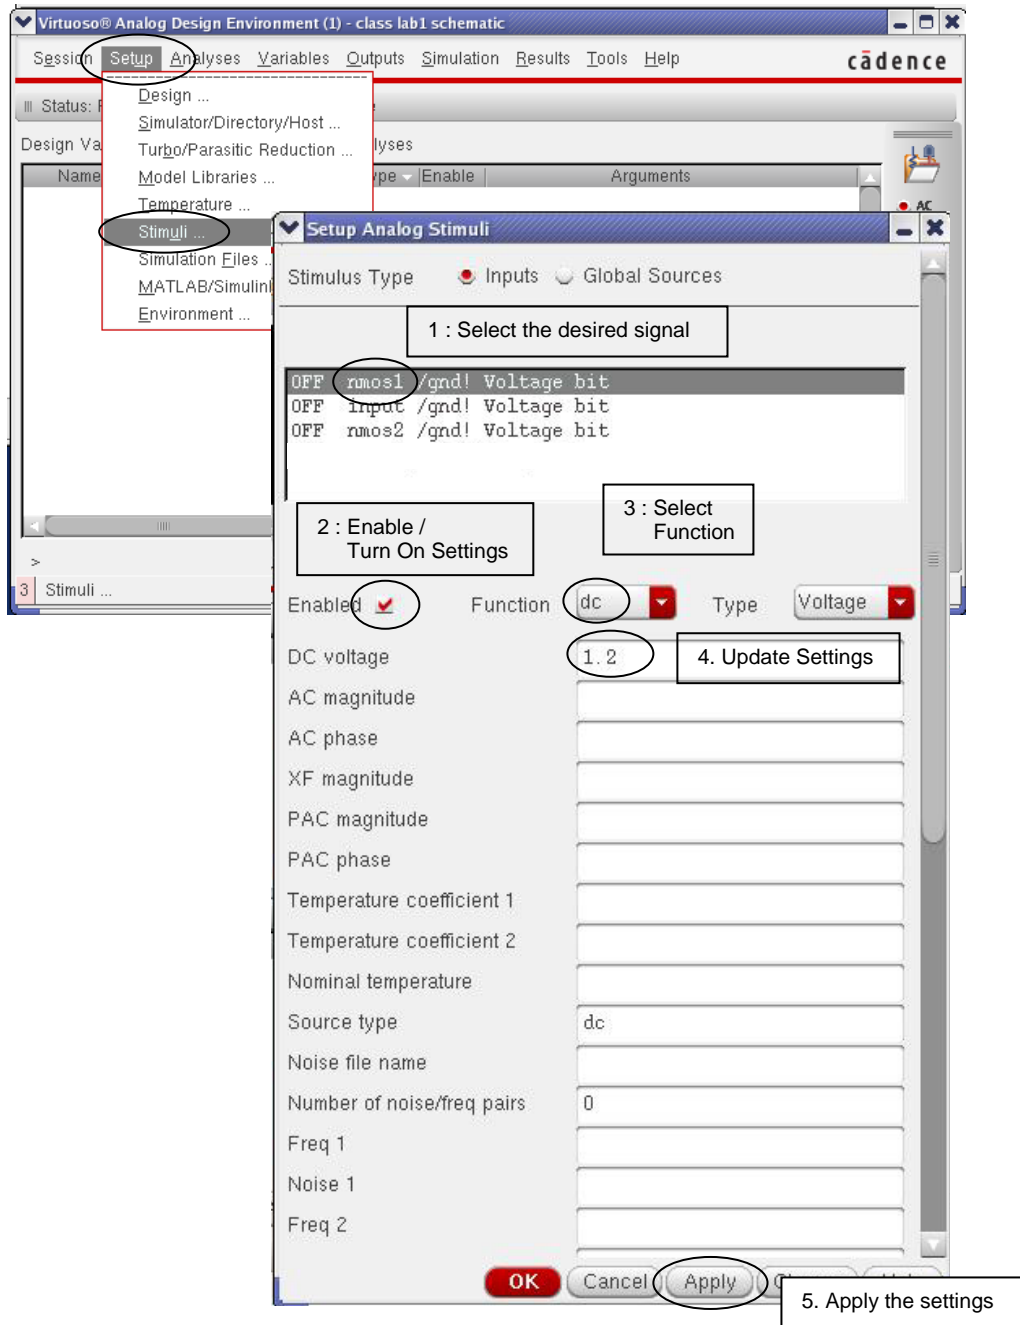 Virtuoso® Analog Design Environment (1) - class lab1 schematic
Session Setup Analyses Variables Outputs Simulation Results Tools Help cādence
Status:
Design Va
lyses
Name
Enable Arguments
Design ...
Simulator/Directory/Host ...
Turbo/Parasitic Reduction ...
Model Libraries ...
Temperature ...
Stimuli ...
Simulation Files ..
MATLAB/Simulink
Environment ...
AC
>
3 Stimuli ...
Setup Analog Stimuli
Stimulus Type Inputs Global Sources
1 : Select the desired signal
OFF nmos1 /gnd! Voltage bit
OFF input /gnd! Voltage bit
OFF nmos2 /gnd! Voltage bit
2 : Enable /
Turn On Settings
3 : Select
Function
Enabled Function dc Type Voltage
DC voltage 1.2
4. Update Settings
AC magnitude
AC phase
XF magnitude
PAC magnitude
PAC phase
Temperature coefficient 1
Temperature coefficient 2
Nominal temperature
Source type dc
Noise file name
Number of noise/freq pairs 0
Freq 1
Noise 1
Freq 2
OK Cancel Apply
5. Apply the settings